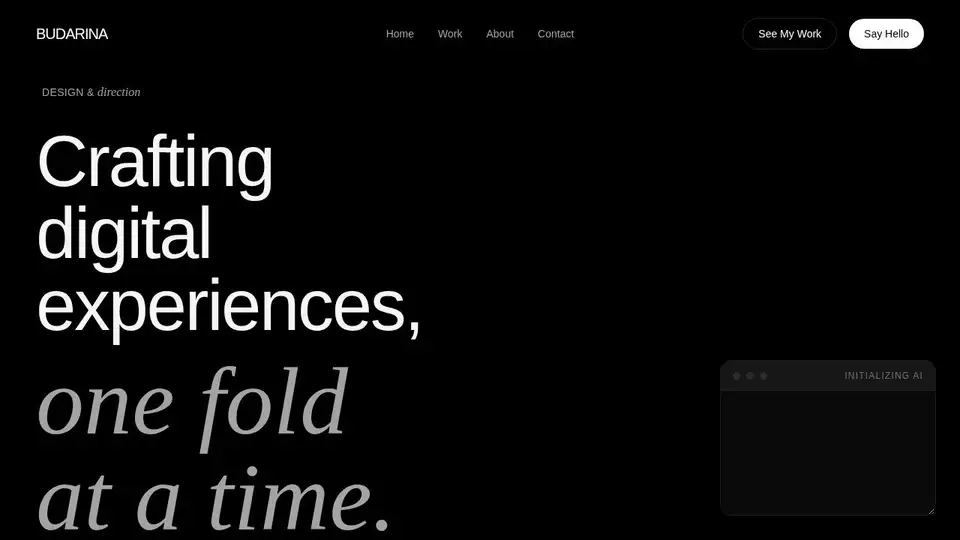 BUDARINA
Home Work About Contact
See My Work
Say Hello
DESIGN & direction
Crafting
digital
experiences,
one fold
at a time.
INITIALIZING AI